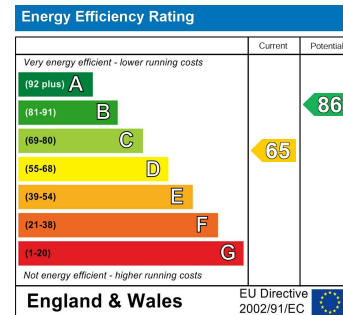 Energy Efficiency Rating
Current Potential
Very energy efficient - lower running costs
(92 plus) A
(81-91) B
86
(69-80) C
65
(55-68) D
(39-54) E
(21-38) F
(1-20) G
Not energy efficient - higher running costs
England & Wales
EU Directive
2002/91/EC